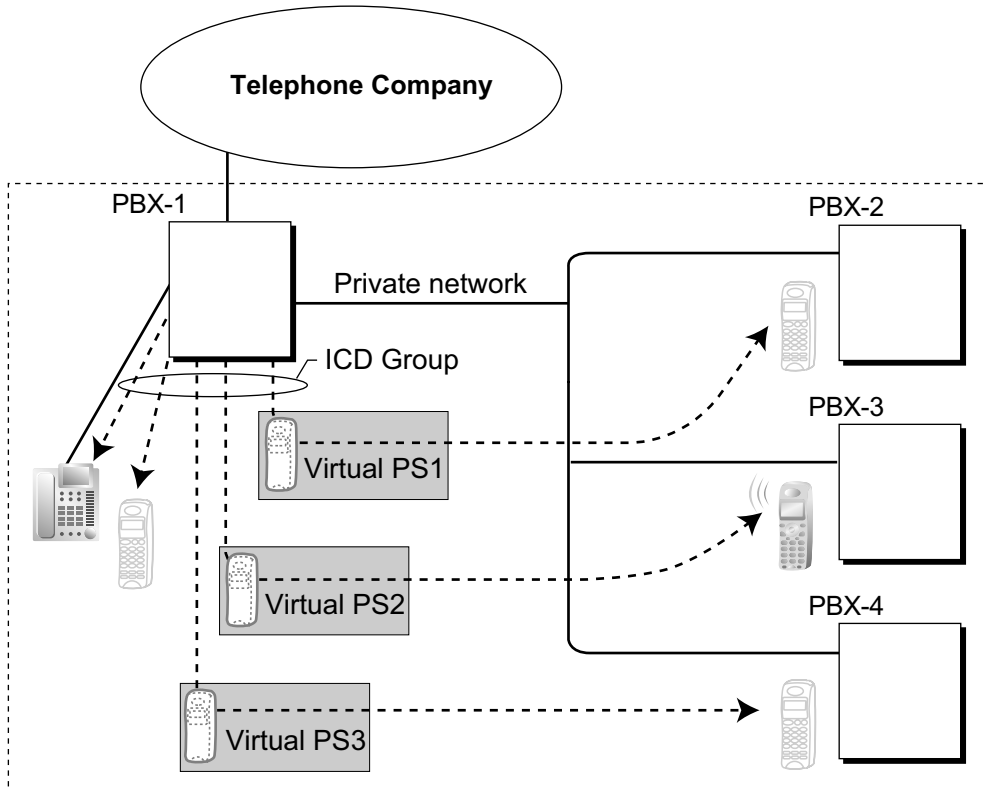 Telephone Company
PBX-1
PBX-2
Private network
ICD Group
PBX-3
Virtual PS1
Virtual PS2
PBX-4
Virtual PS3